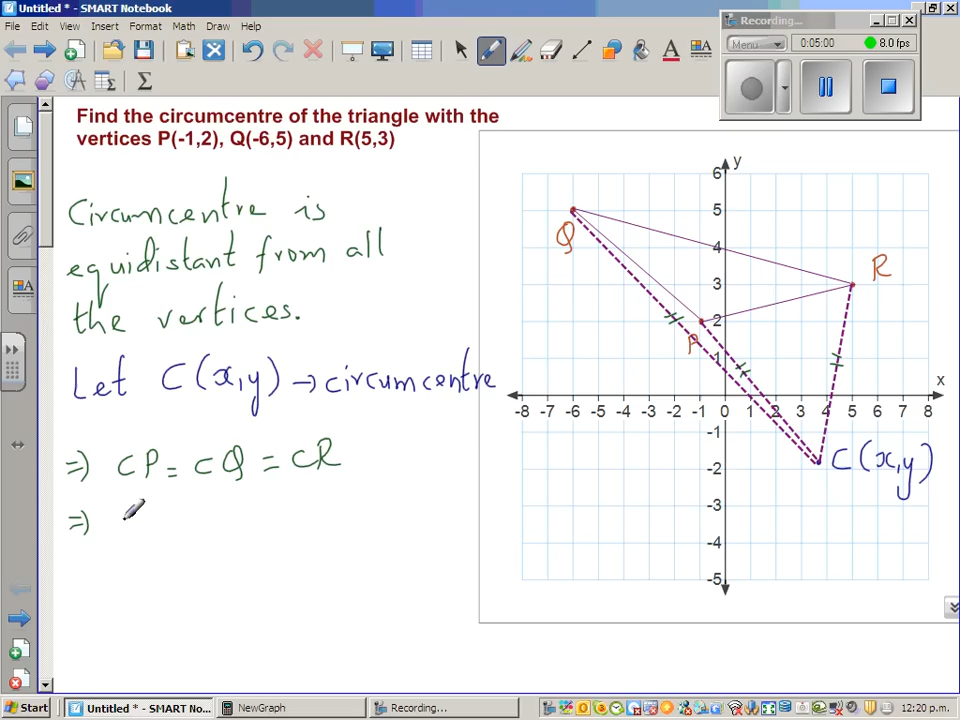 Untitled * - SMART Notebook
File Edit View Insert Format Math Draw Help
Recording...
Menu
0:05:00
8.0 fps
Find the circumcentre of the triangle with the
vertices P(-1,2), Q(-6,5) and R(5,3)
Circumcentre is
equidistant from all
the vertices.
Let C(x,y) → circumcentre
⇒ CP = CQ = CR
⇒
y
6
5
4
3
2
1
Q
R
P
x
-8 -7 -6 -5 -4 -3 -2 -1 0 1 2 3 4 5 6 7 8
-1
-2
-3
-4
-5
C(x,y)
Start
Untitled * - SMART No...
NewGraph
Recording...
12:20 p.m.